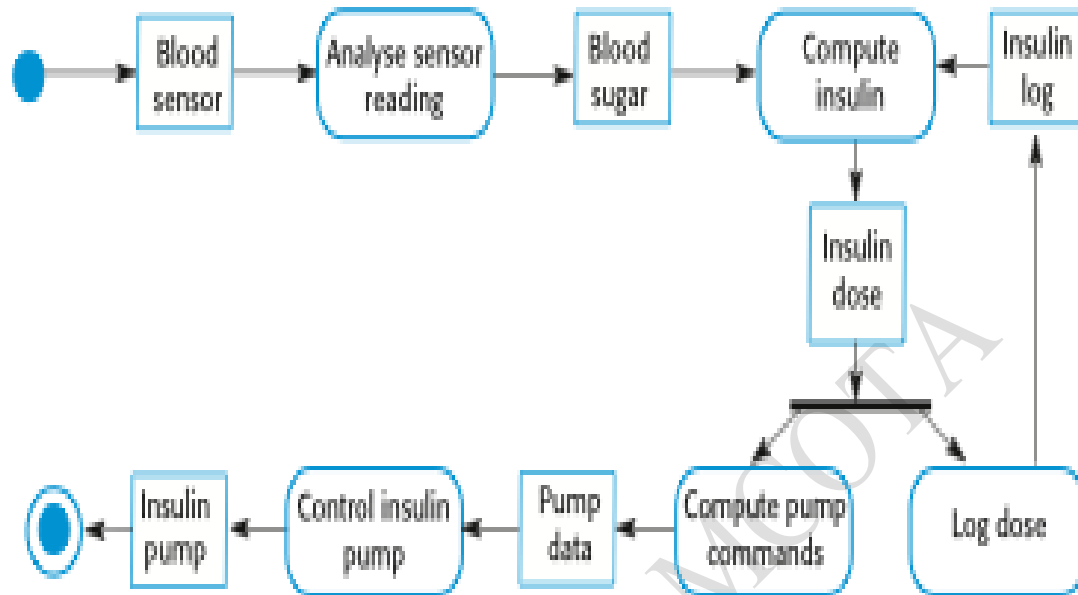 Blood
sensor
Analyse sensor
reading
Blood
sugar
Compute
insulin
Insulin
log
Insulin
dose
Insulin
pump
Control insulin
pump
Pump
data
Compute pump
commands
Log dose
MCOTA